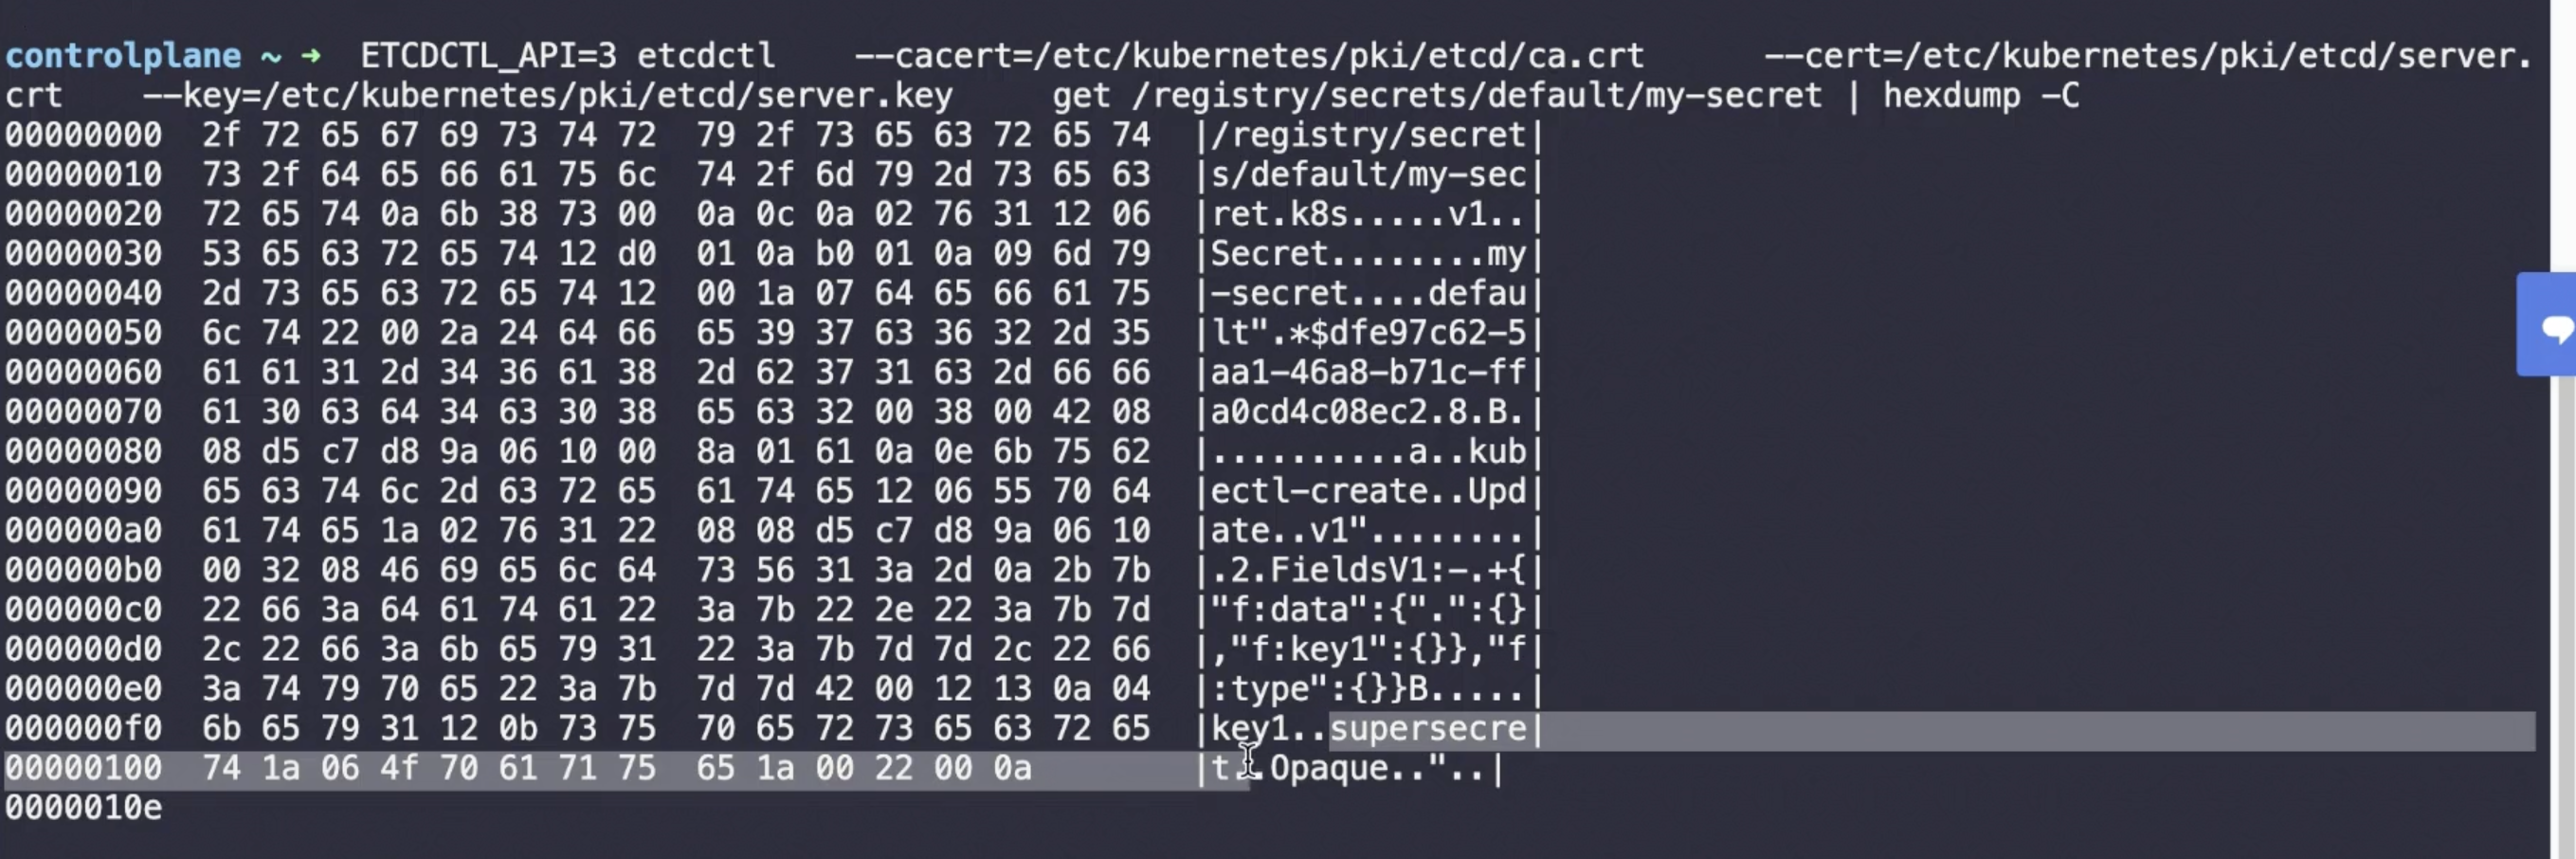 controlplane ~ ➜  ETCDCTL_API=3 etcdctl    --cacert=/etc/kubernetes/pki/etcd/ca.crt      --cert=/etc/kubernetes/pki/etcd/server.
crt    --key=/etc/kubernetes/pki/etcd/server.key     get /registry/secrets/default/my-secret | hexdump -C
00000000  2f 72 65 67 69 73 74 72  79 2f 73 65 63 72 65 74  |/registry/secret|
00000010  73 2f 64 65 66 61 75 6c  74 2f 6d 79 2d 73 65 63  |s/default/my-sec|
00000020  72 65 74 0a 6b 38 73 00  0a 0c 0a 02 76 31 12 06  |ret.k8s.....v1..|
00000030  53 65 63 72 65 74 12 d0  01 0a b0 01 0a 09 6d 79  |Secret........my|
00000040  2d 73 65 63 72 65 74 12  00 1a 07 64 65 66 61 75  |-secret....defau|
00000050  6c 74 22 00 2a 24 64 66  65 39 37 63 36 32 2d 35  |lt".*$dfe97c62-5|
00000060  61 61 31 2d 34 36 61 38  2d 62 37 31 63 2d 66 66  |aa1-46a8-b71c-ff|
00000070  61 30 63 64 34 63 30 38  65 63 32 00 38 00 42 08  |a0cd4c08ec2.8.B.|
00000080  08 d5 c7 d8 9a 06 10 00  8a 01 61 0a 0e 6b 75 62  |..........a..kub|
00000090  65 63 74 6c 2d 63 72 65  61 74 65 12 06 55 70 64  |ectl-create..Upd|
000000a0  61 74 65 1a 02 76 31 22  08 08 d5 c7 d8 9a 06 10  |ate..v1"........|
000000b0  00 32 08 46 69 65 6c 64  73 56 31 3a 2d 0a 2b 7b  |.2.FieldsV1:-.+{|
000000c0  22 66 3a 64 61 74 61 22  3a 7b 22 2e 22 3a 7b 7d  |"f:data":{".":{}|
000000d0  2c 22 66 3a 6b 65 79 31  22 3a 7b 7d 7d 2c 22 66  |,"f:key1":{}},"f|
000000e0  3a 74 79 70 65 22 3a 7b  7d 7d 42 00 12 13 0a 04  |:type":{}}B.....|
000000f0  6b 65 79 31 12 0b 73 75  70 65 72 73 65 63 72 65  |key1..supersecre|
00000100  74 1a 06 4f 70 61 71 75  65 1a 00 22 00 0a        |t..Opaque.."..|
0000010e